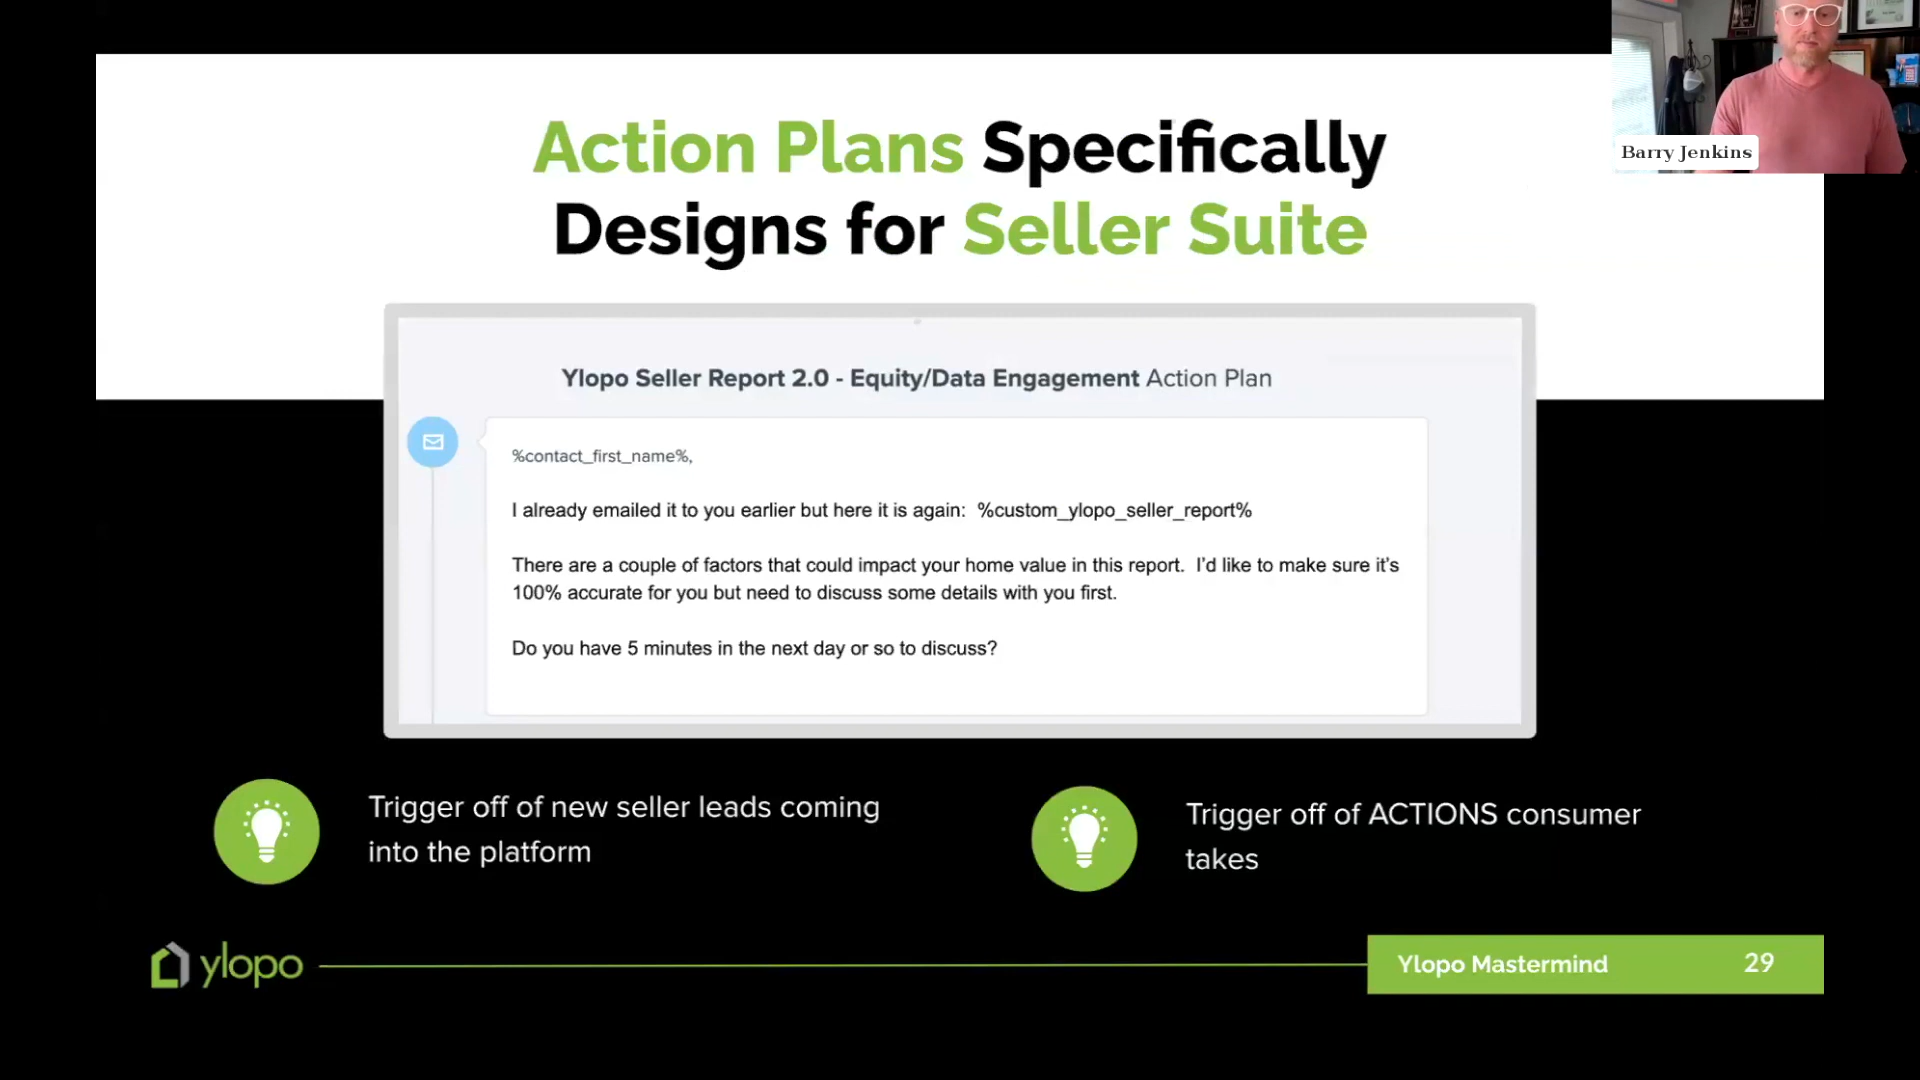 Action Plans Specifically
Designs for Seller Suite
Barry Jenkins
Ylopo Seller Report 2.0 - Equity/Data Engagement Action Plan
%contact_first_name%,
I already emailed it to you earlier but here it is again:  %custom_ylopo_seller_report%
There are a couple of factors that could impact your home value in this report.  I'd like to make sure it's
100% accurate for you but need to discuss some details with you first.
Do you have 5 minutes in the next day or so to discuss?
Trigger off of new seller leads coming
into the platform
Trigger off of ACTIONS consumer
takes
ylopo
Ylopo Mastermind
29